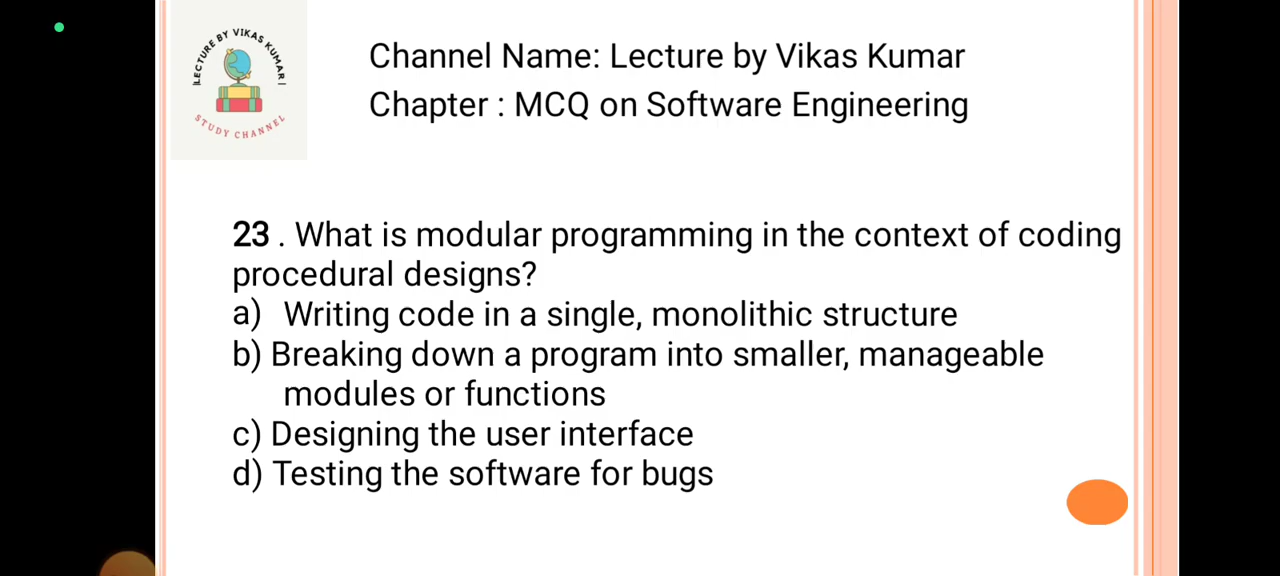 LECTURE BY VIKAS KUMAR
STUDY CHANNEL
Channel Name: Lecture by Vikas Kumar
Chapter : MCQ on Software Engineering
23 . What is modular programming in the context of coding
procedural designs?
a) Writing code in a single, monolithic structure
b) Breaking down a program into smaller, manageable
modules or functions
c) Designing the user interface
d) Testing the software for bugs